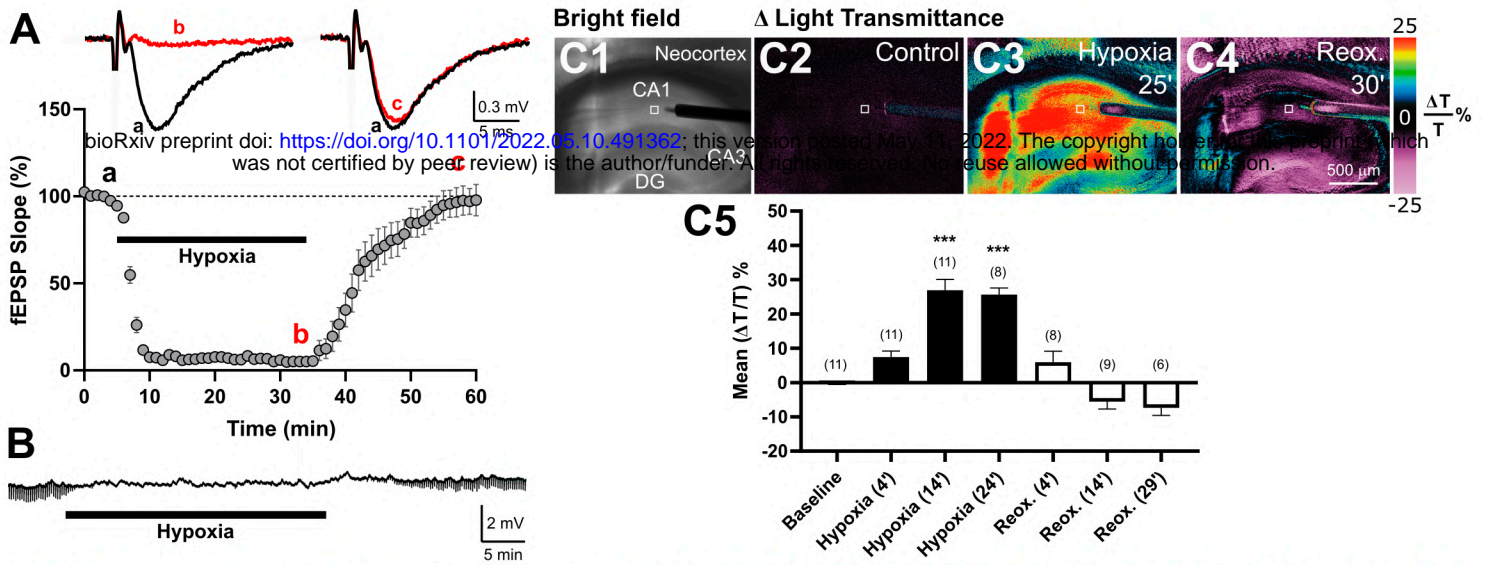 A
b
a
c
a
0.3 mV
5 ms
150
100
50
0
fEPSP Slope (%)
a
c
b
Hypoxia
0 10 20 30 40 50 60
Time (min)
B
Hypoxia
2 mV
5 min
Bright field
Δ Light Transmittance
C1
Neocortex
CA1
CA3
DG
C2
Control
C3
Hypoxia
25'
C4
Reox.
30'
500 µm
25
0
-25
ΔT
T
%
bioRxiv preprint doi: https://doi.org/10.1101/2022.05.10.491362; this version posted May 11, 2022. The copyright holder for this preprint (which
was not certified by peer review) is the author/funder. All rights reserved. No reuse allowed without permission.
C5
50
40
30
20
10
0
-10
-20
Mean (ΔT/T) %
(11)
(11)
***
(11)
***
(8)
(8)
(9)
(6)
Baseline
Hypoxia (4')
Hypoxia (14')
Hypoxia (24')
Reox. (4')
Reox. (14')
Reox. (29')